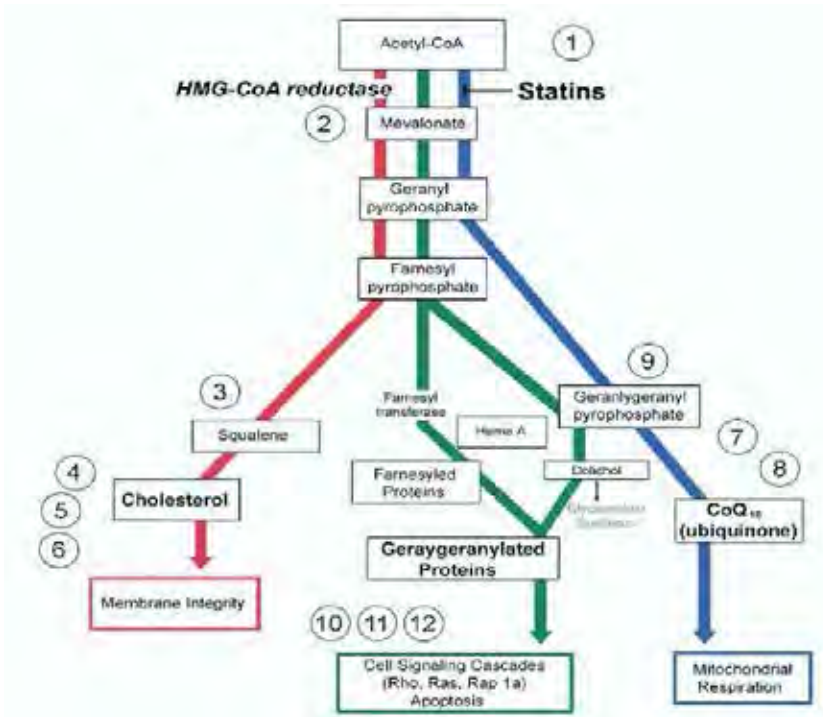 Acetyl-CoA
1
HMG-CoA reductase
Statins
2
Mevalonate
Geranyl
pyrophosphate
Farnesyl
pyrophosphate
9
3
Farnesyl
transferase
Geranlygeranyl
pyrophosphate
Heme A
7
Squalene
8
4
Farnesyled
Proteins
Dolichol
Cholesterol
5
CoQ₁₀
(ubiquinone)
6
Geraygeranylated
Proteins
Membrane Integrity
10
11
12
Cell Signaling Cascades
(Rho, Ras, Rap 1a)
Apoptosis
Mitochondrial
Respiration